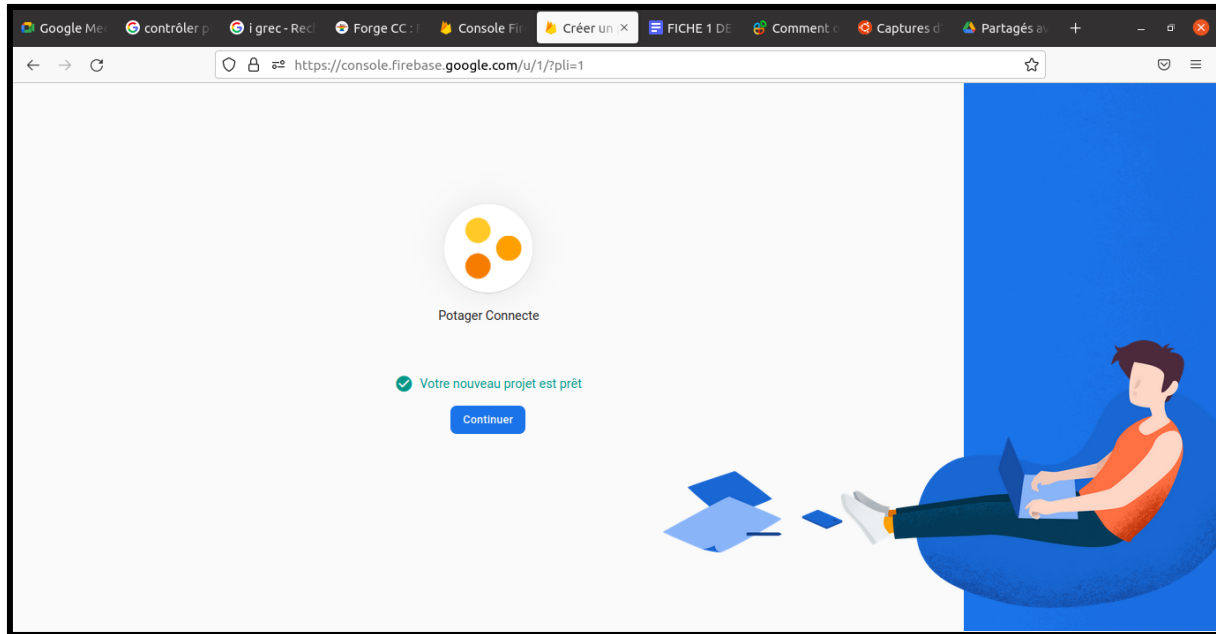 Google Me
contrôler p
i grec - Rec
Forge CC :
Console Fir
Créer un
FICHE 1 DE
Comment
Captures d'
Partagés av
https://console.firebase.google.com/u/1/?pli=1
Potager Connecte
Votre nouveau projet est prêt
Continuer